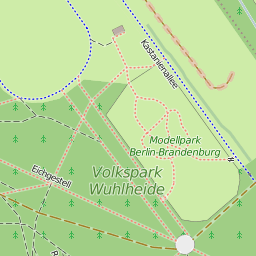 Kastanienallee
Modellpark
Berlin-Brandenburg
Eichgestell
Volkspark
Wuhlheide